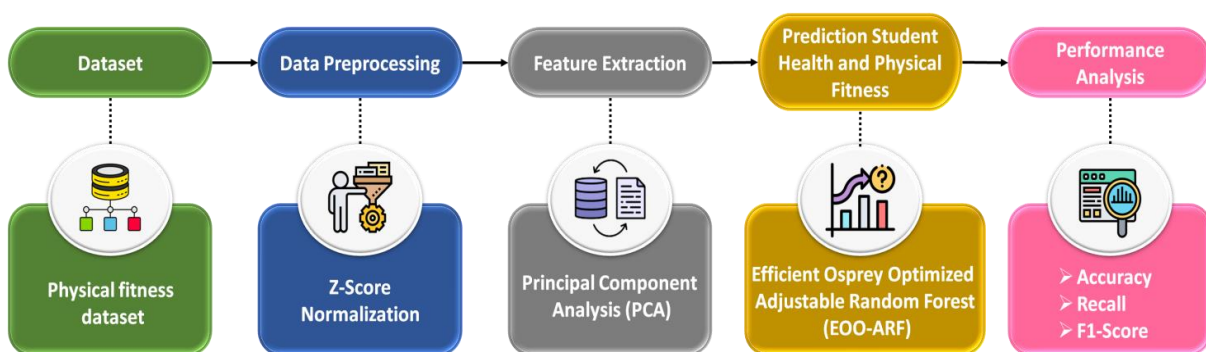 Dataset
Data Preprocessing
Feature Extraction
Prediction Student
Health and Physical
Fitness
Performance
Analysis
Physical fitness
dataset
Z-Score
Normalization
Principal Component
Analysis (PCA)
Efficient Osprey Optimized
Adjustable Random Forest
(EOO-ARF)
➢ Accuracy
➢ Recall
➢ F1-Score